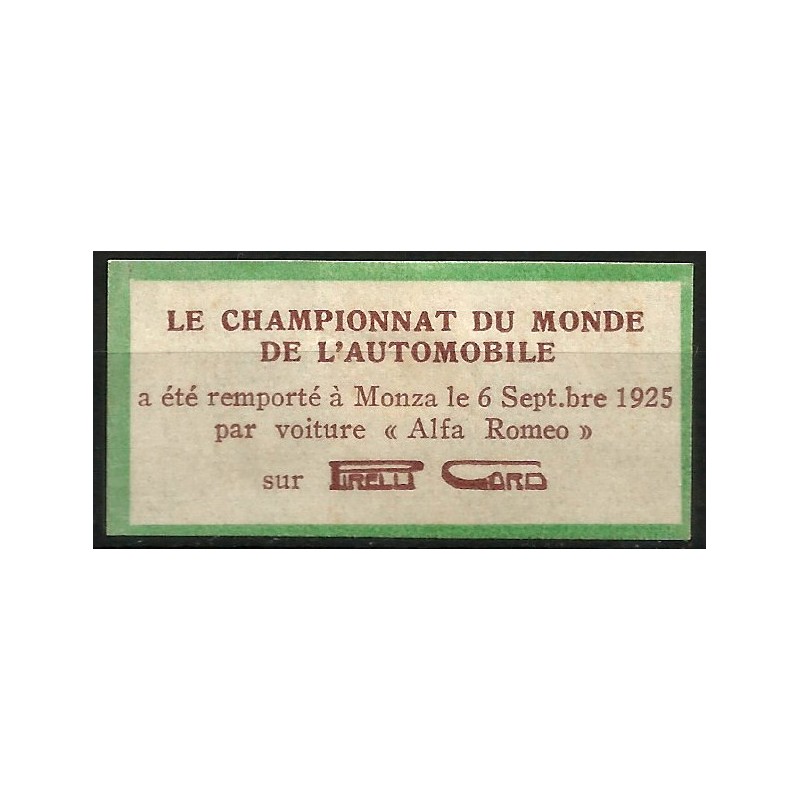 LE CHAMPIONNAT DU MONDE
DE L'AUTOMOBILE
a été remporté à Monza le 6 Sept.bre 1925
par voiture « Alfa Romeo »
sur PIRELLI CORD